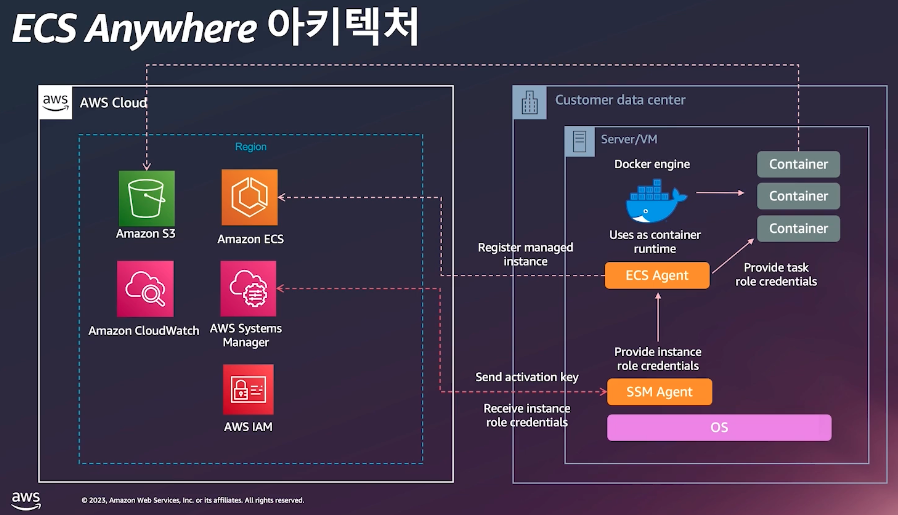 ECS Anywhere 아키텍처
aws
AWS Cloud
Region
Amazon S3
Amazon ECS
Amazon CloudWatch
AWS Systems
Manager
AWS IAM
Customer data center
Server/VM
Docker engine
Uses as container
runtime
Container
Container
Container
Register managed
instance
ECS Agent
Provide task
role credentials
Provide instance
role credentials
Send activation key
SSM Agent
Receive instance
role credentials
OS
aws
© 2023, Amazon Web Services, Inc. or its affiliates. All rights reserved.